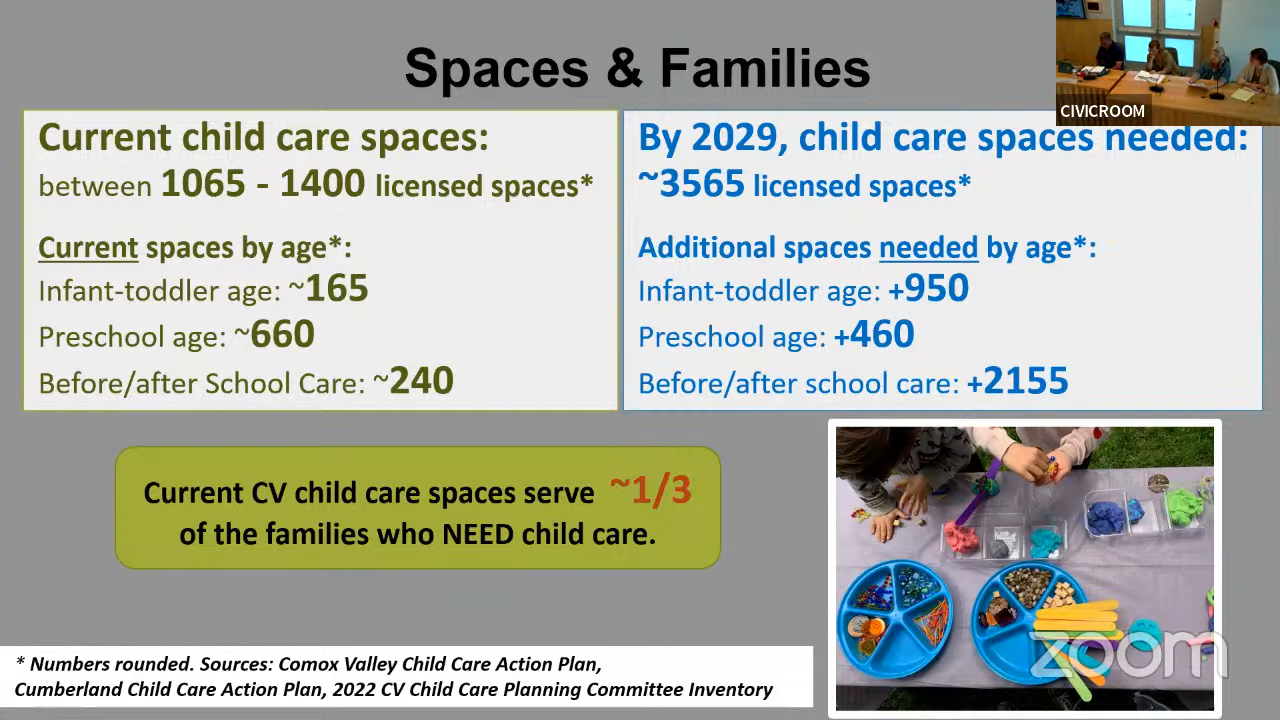 Spaces & Families
CIVICROOM
Current child care spaces:
between 1065 - 1400 licensed spaces*
Current spaces by age*:
Infant-toddler age: ~165
Preschool age: ~660
Before/after School Care: ~240
By 2029, child care spaces needed:
~3565 licensed spaces*
Additional spaces needed by age*:
Infant-toddler age: +950
Preschool age: +460
Before/after school care: +2155
Current CV child care spaces serve ~1/3
of the families who NEED child care.
* Numbers rounded. Sources: Comox Valley Child Care Action Plan,
Cumberland Child Care Action Plan, 2022 CV Child Care Planning Committee Inventory
zoom